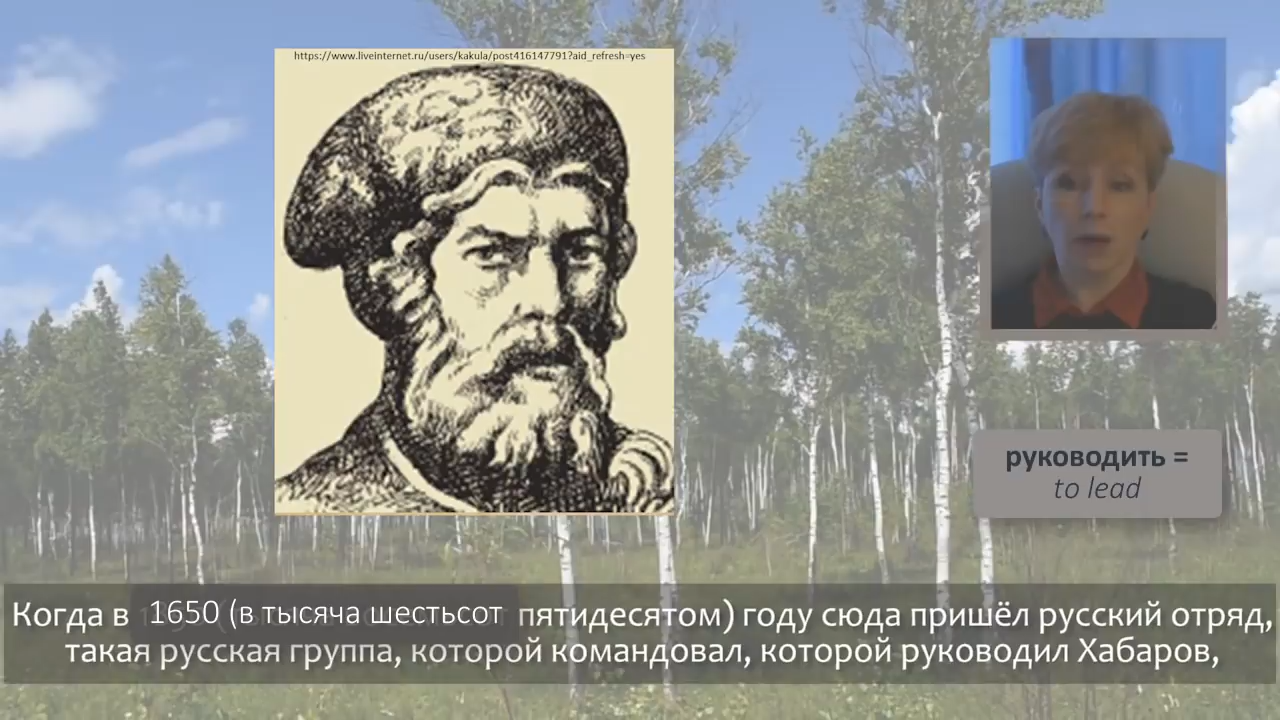 https://www.liveinternet.ru/users/kakula/post416147791?aid_refresh=yes
руководить =
to lead
Когда в 1650 (в тысяча шестьсот пятидесятом) году сюда пришёл русский отряд,
такая русская группа, которой командовал, которой руководил Хабаров,